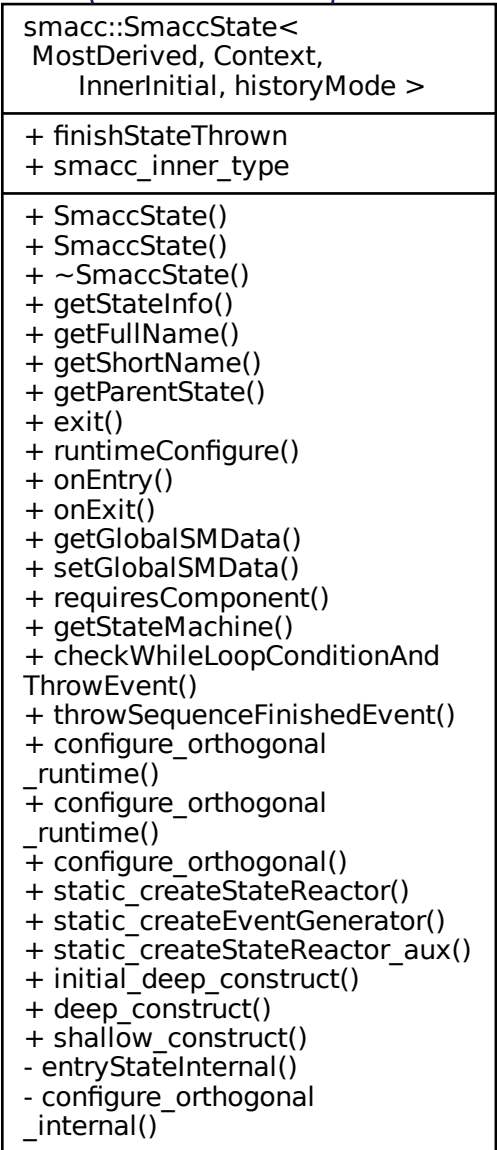 smacc::SmaccState<
MostDerived, Context,
InnerInitial, historyMode >
+ finishStateThrown
+ smacc_inner_type
+ SmaccState()
+ SmaccState()
+ ~SmaccState()
+ getStateInfo()
+ getFullName()
+ getShortName()
+ getParentState()
+ exit()
+ runtimeConfigure()
+ onEntry()
+ onExit()
+ getGlobalSMData()
+ setGlobalSMData()
+ requiresComponent()
+ getStateMachine()
+ checkWhileLoopConditionAnd
ThrowEvent()
+ throwSequenceFinishedEvent()
+ configure_orthogonal
_runtime()
+ configure_orthogonal
_runtime()
+ configure_orthogonal()
+ static_createStateReactor()
+ static_createEventGenerator()
+ static_createStateReactor_aux()
+ initial_deep_construct()
+ deep_construct()
+ shallow_construct()
- entryStateInternal()
- configure_orthogonal
_internal()